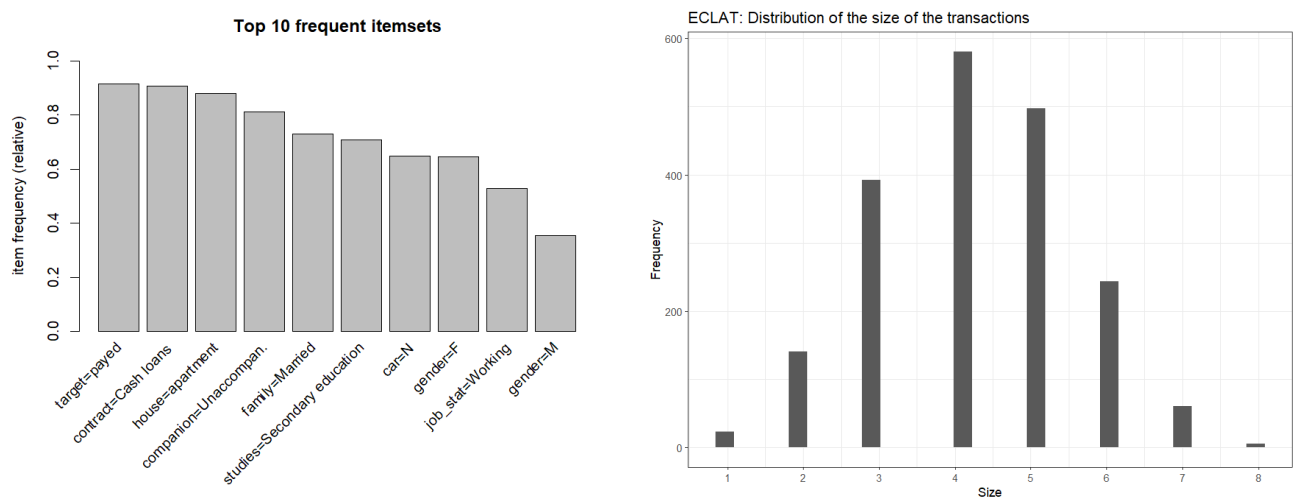 Top 10 frequent itemsets
item frequency (relative)
1.0
0.8
0.6
0.4
0.2
0.0
target=payed
contract=Cash loans
house=apartment
companion=Unaccompan.
family=Married
studies=Secondary education
car=N
gender=F
job_stat=Working
gender=M
ECLAT: Distribution of the size of the transactions
Frequency
600
400
200
0
1 2 3 4 5 6 7 8
Size